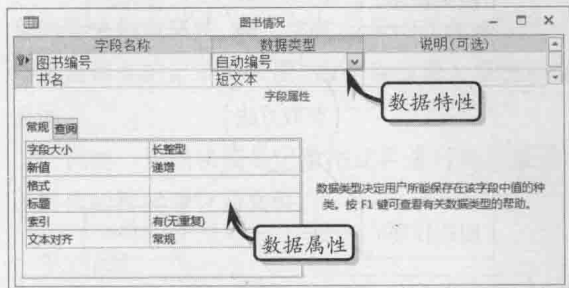 图书情况
字段名称 数据类型 说明(可选)
图书编号 自动编号
书名 短文本
字段属性
数据特性
常规 查阅
字段大小 长整型
新值 递增
格式
标题
索引 有(无重复)
文本对齐 常规
数据类型决定用户所能保存在该字段中值的种
类。按 F1 键可查看有关数据类型的帮助。
数据属性